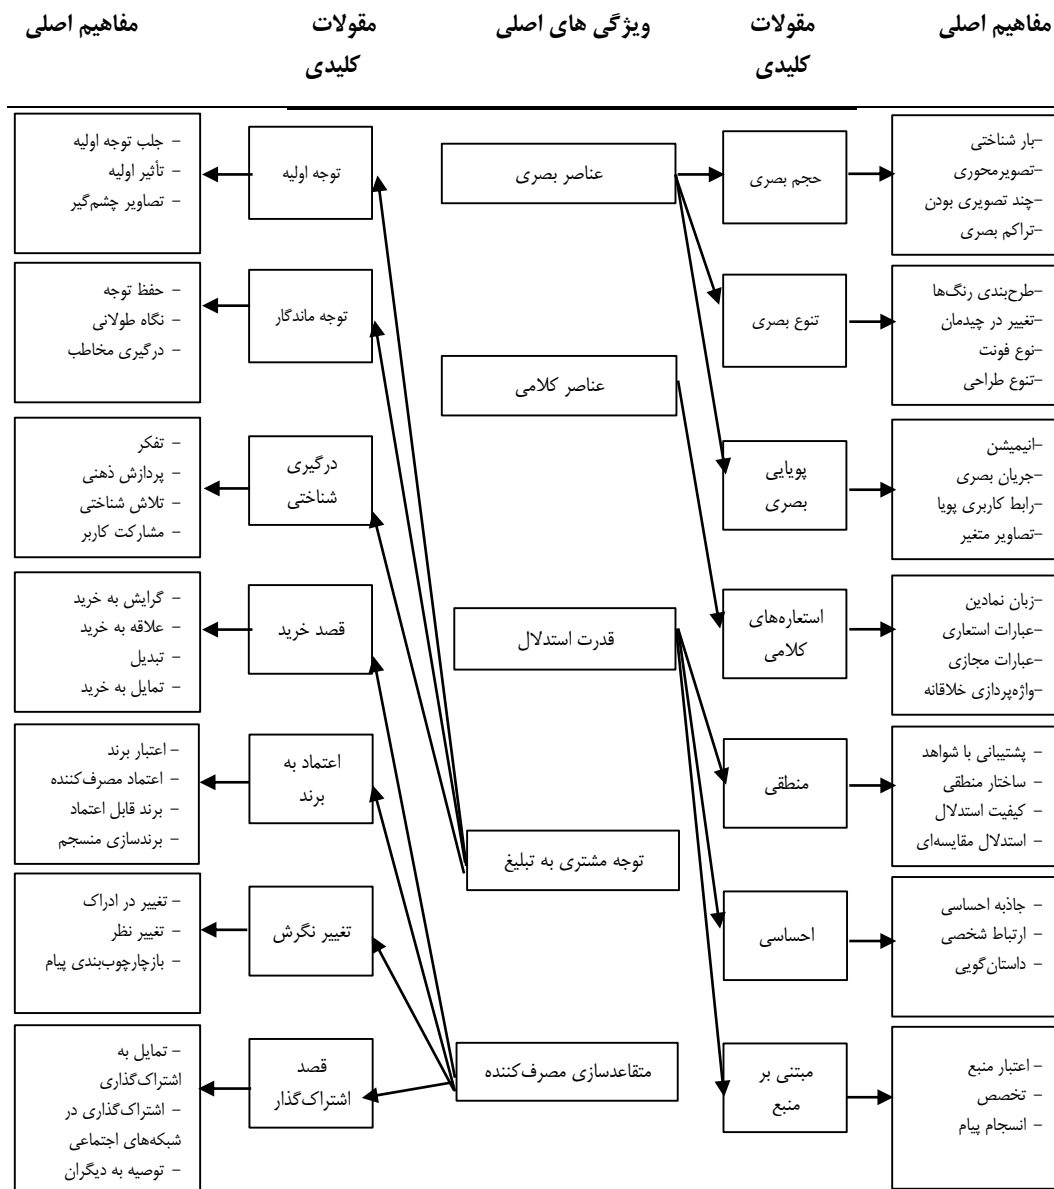 مفاهیم اصلی
مقولات
کلیدی
ویژگی های اصلی
مقولات
کلیدی
مفاهیم اصلی
-بار شناختی
-تصویرمحوری
-چند تصویری بودن
-تراکم بصری
حجم بصری
عناصر بصری
توجه اولیه
- جلب توجه اولیه
- تأثیر اولیه
- تصاویر چشم‌گیر
-طرح‌بندی رنگ‌ها
-تغییر در چیدمان
-نوع فونت
-تنوع طراحی
تنوع بصری
عناصر کلامی
توجه ماندگار
- حفظ توجه
- نگاه طولانی
- درگیری مخاطب
-انیمیشن
-جریان بصری
-رابط کاربری پویا
-تصاویر متغیر
پویایی
بصری
درگیری
شناختی
- تفکر
- پردازش ذهنی
- تلاش شناختی
- مشارکت کاربر
-زبان نمادین
-عبارات استعاری
-عبارات مجازی
-واژه‌پردازی خلاقانه
استعاره‌های
کلامی
قدرت استدلال
قصد خرید
- گرایش به خرید
- علاقه به خرید
- تبدیل
- تمایل به خرید
- پشتیبانی با شواهد
- ساختار منطقی
- کیفیت استدلال
- استدلال مقایسه‌ای
منطقی
اعتماد به
برند
- اعتبار برند
- اعتماد مصرف‌کننده
- برند قابل اعتماد
- برندسازی منسجم
- جاذبه احساسی
- ارتباط شخصی
- داستان‌گویی
احساسی
توجه مشتری به تبلیغ
تغییر نگرش
- تغییر در ادراک
- تغییر نظر
- بازچارچوب‌بندی پیام
- اعتبار منبع
- تخصص
- انسجام پیام
مبتنی بر
منبع
متقاعدسازی مصرف‌کننده
قصد
اشتراک‌گذار
- تمایل به
اشتراک‌گذاری
- اشتراک‌گذاری در
شبکه‌های اجتماعی
- توصیه به دیگران